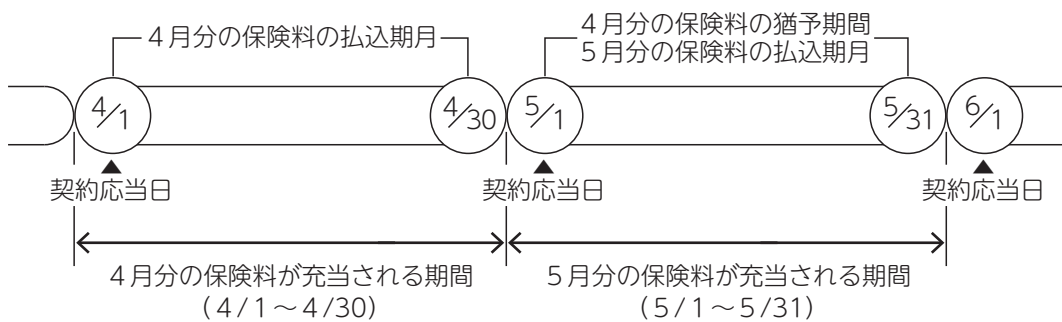 4月分の保険料の払込期月
4月分の保険料の猶予期間
5月分の保険料の払込期月
4/1
4/30
5/1
5/31
6/1
契約応当日
契約応当日
契約応当日
4月分の保険料が充当される期間
（4/1～4/30）
5月分の保険料が充当される期間
（5/1～5/31）